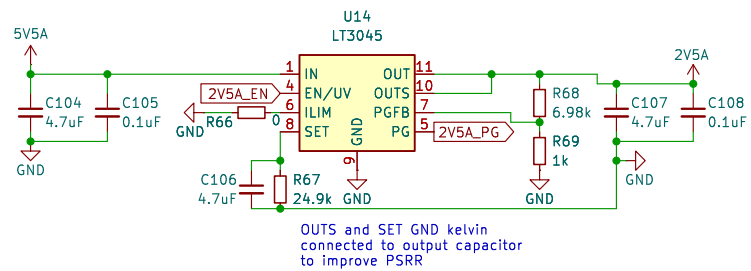 U14
LT3045
5V5A
2V5A
1 IN OUT 11
4 EN/UV OUTS 10
6 ILIM PGFB 7
8 SET PG 5
GND
9
2V5A_EN
2V5A_PG
C104
4.7uF
C105
0.1uF
GND
GND
R66
0
R68
6.98k
R69
1k
C107
4.7uF
C108
0.1uF
GND
C106
4.7uF
R67
24.9k
GND
GND
OUTS and SET GND kelvin
connected to output capacitor
to improve PSRR